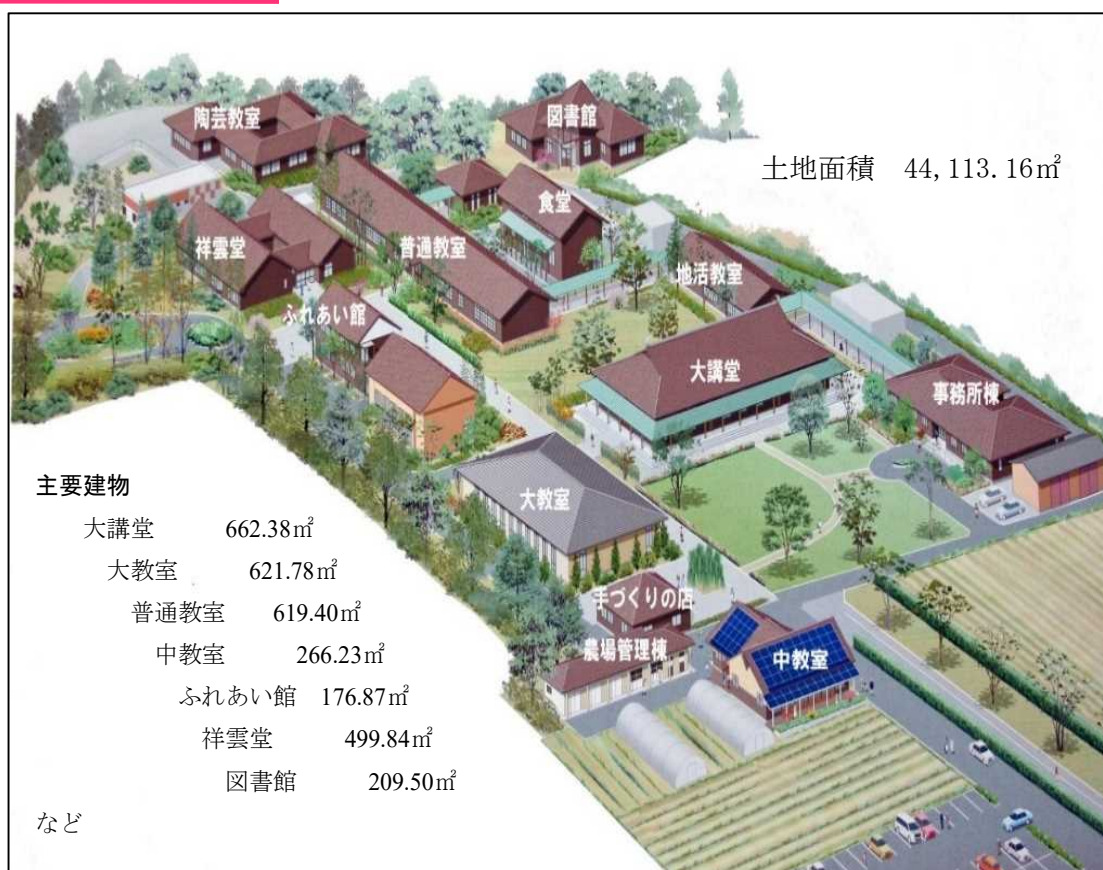 陶芸教室
図書館
土地面積 44,113.16㎡
食堂
祥雲堂
普通教室
地活教室
ふれあい館
大講堂
事務所棟
主要建物
大講堂 662.38㎡
大教室 621.78㎡
普通教室 619.40㎡
中教室 266.23㎡
ふれあい館 176.87㎡
祥雲堂 499.84㎡
図書館 209.50㎡
など
大教室
手づくりの店
農場管理棟
中教室